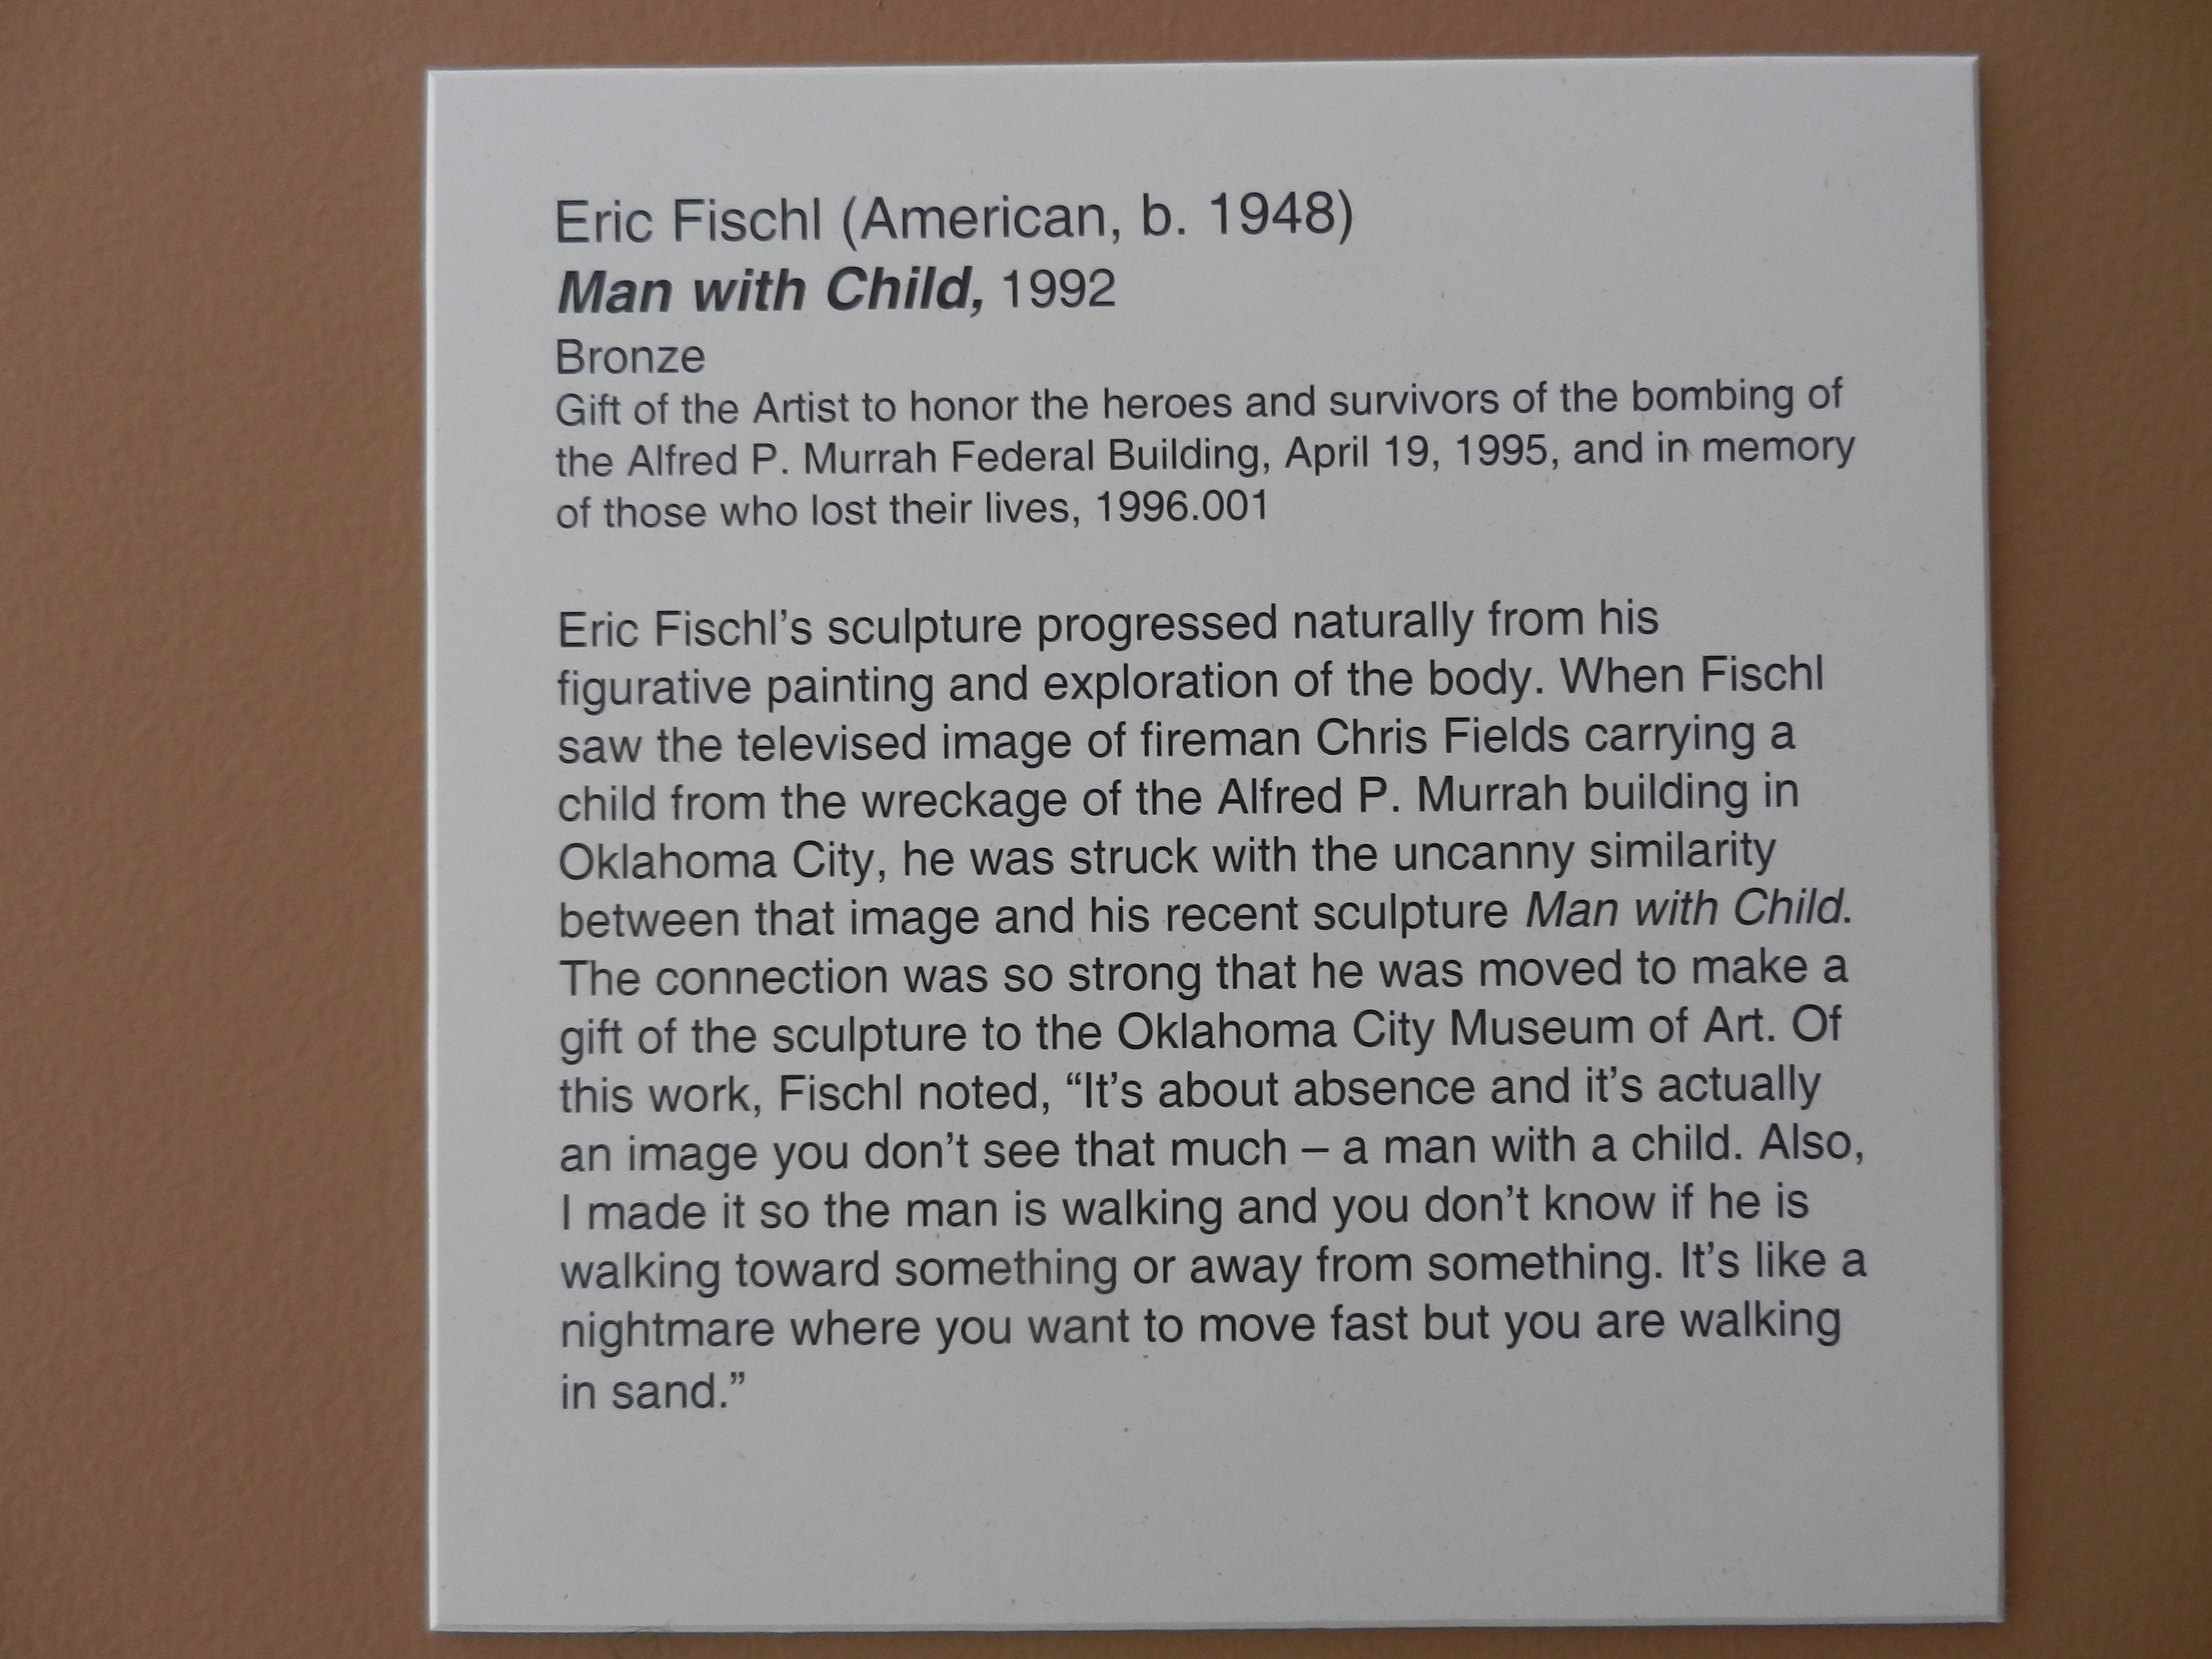 Eric Fischl (American, b. 1948)
Man with Child, 1992
Bronze
Gift of the Artist to honor the heroes and survivors of the bombing of
the Alfred P. Murrah Federal Building, April 19, 1995, and in memory
of those who lost their lives, 1996.001
Eric Fischl’s sculpture progressed naturally from his
figurative painting and exploration of the body. When Fischl
saw the televised image of fireman Chris Fields carrying a
child from the wreckage of the Alfred P. Murrah building in
Oklahoma City, he was struck with the uncanny similarity
between that image and his recent sculpture Man with Child.
The connection was so strong that he was moved to make a
gift of the sculpture to the Oklahoma City Museum of Art. Of
this work, Fischl noted, “It’s about absence and it’s actually
an image you don’t see that much – a man with a child. Also,
I made it so the man is walking and you don’t know if he is
walking toward something or away from something. It’s like a
nightmare where you want to move fast but you are walking
in sand.”